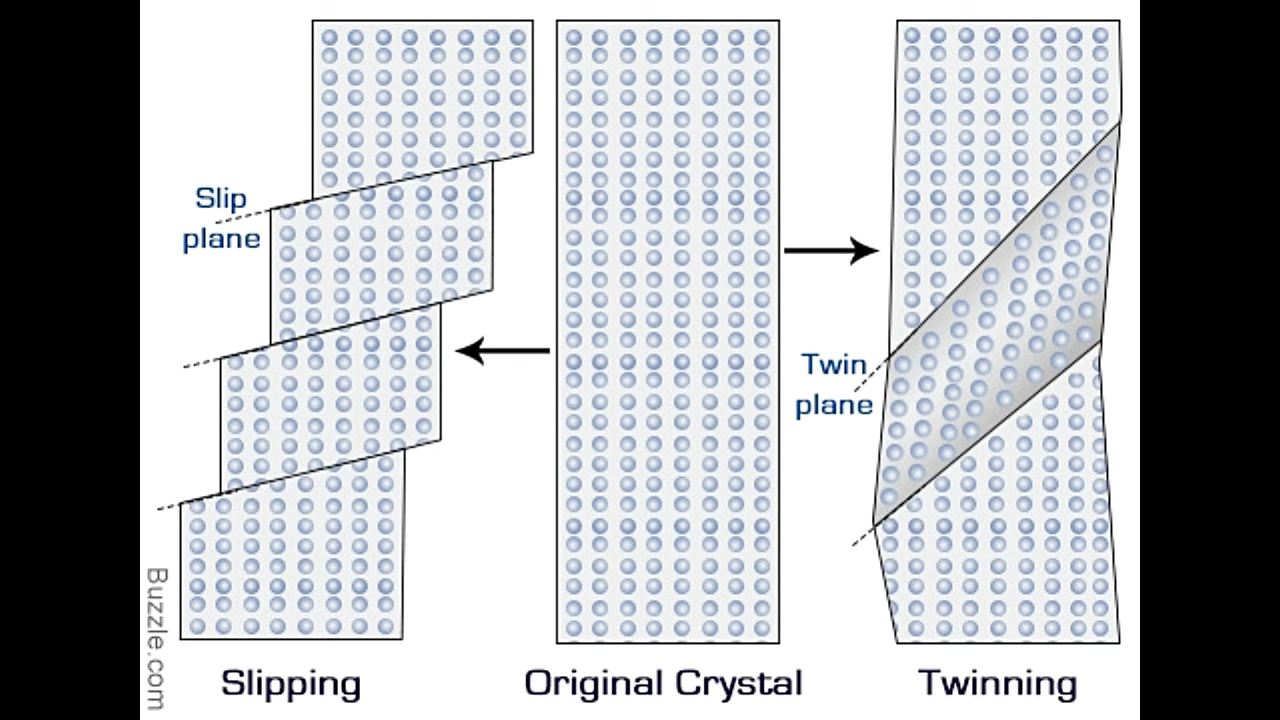 Slip
plane
Twin
plane
Slipping
Original Crystal
Twinning
Buzzle.com